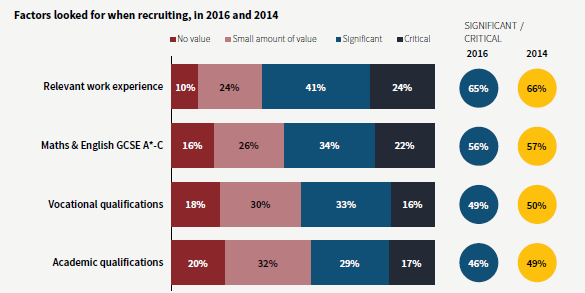 Factors looked for when recruiting, in 2016 and 2014
No value Small amount of value Significant Critical
SIGNIFICANT /
CRITICAL
2016 2014
Relevant work experience 10% 24% 41% 24% 65% 66%
Maths & English GCSE A*-C 16% 26% 34% 22% 56% 57%
Vocational qualifications 18% 30% 33% 16% 49% 50%
Academic qualifications 20% 32% 29% 17% 46% 49%